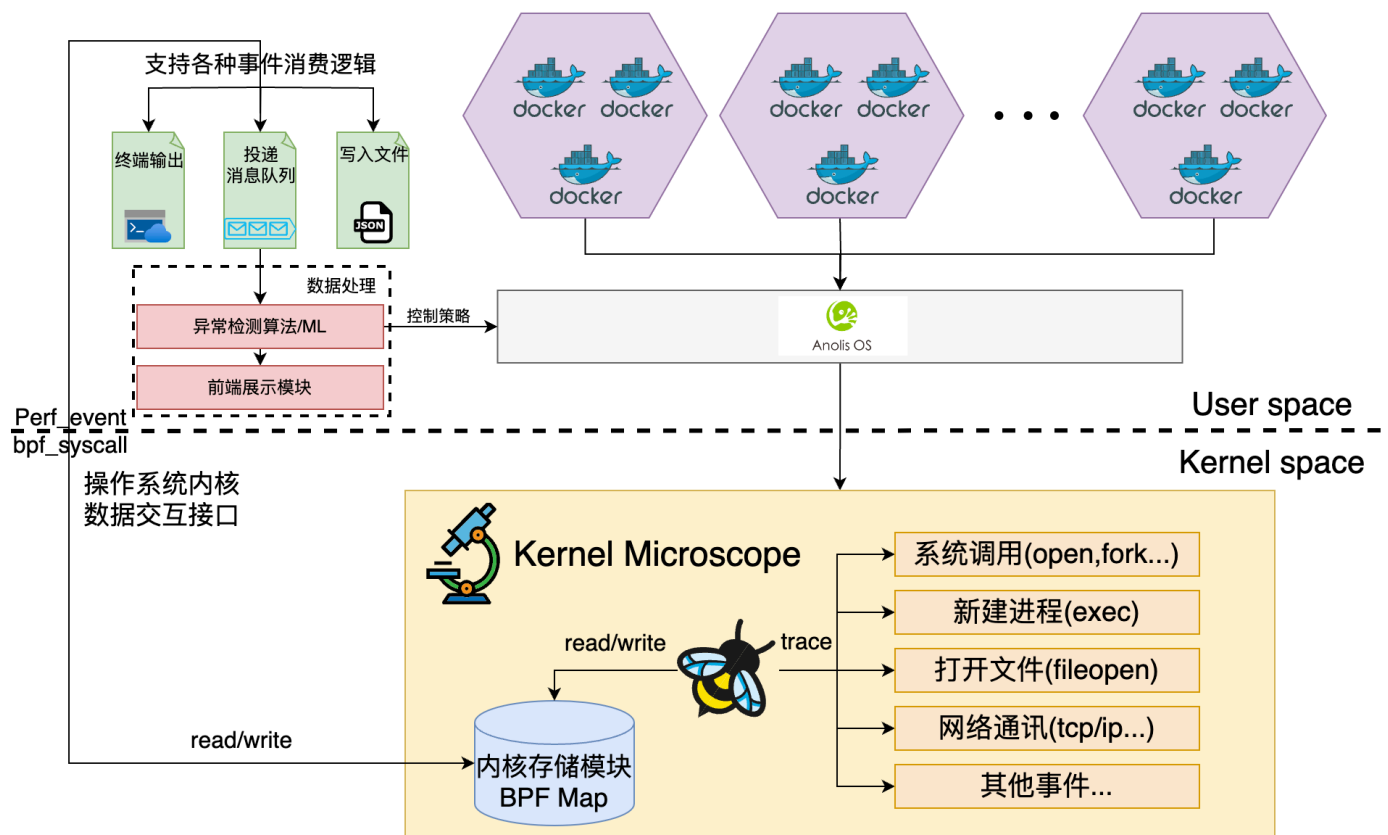 支持各种事件消费逻辑
终端输出
投递
消息队列
写入文件
JSON
docker
docker
docker
docker
docker
docker
docker
docker
docker
数据处理
异常检测算法/ML
前端展示模块
控制策略
Anolis OS
Perf_event
bpf_syscall
User space
Kernel space
操作系统内核
数据交互接口
Kernel Microscope
read/write
trace
系统调用(open,fork...)
新建进程(exec)
打开文件(fileopen)
网络通讯(tcp/ip...)
其他事件...
read/write
内核存储模块
BPF Map